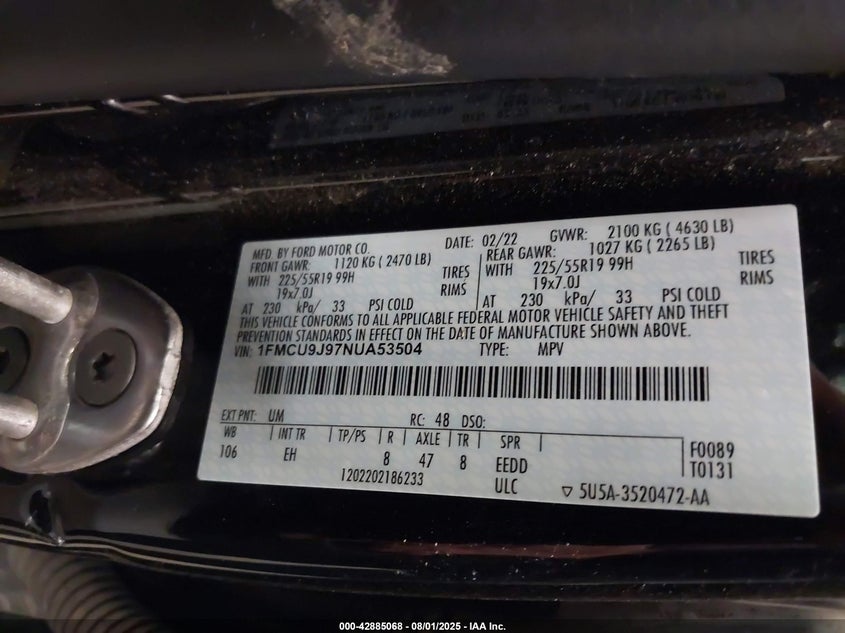 MFD. BY FORD MOTOR CO. DATE: 02/22 GVWR: 2100 KG ( 4630 LB)
FRONT GAWR: 1120 KG ( 2470 LB) REAR GAWR: 1027 KG ( 2265 LB)
WITH 225/55R19 99H TIRES WITH 225/55R19 99H TIRES
19x7.0J RIMS 19x7.0J RIMS
AT 230 kPa/ 33 PSI COLD AT 230 kPa/ 33 PSI COLD
THIS VEHICLE CONFORMS TO ALL APPLICABLE FEDERAL MOTOR VEHICLE SAFETY AND THEFT
PREVENTION STANDARDS IN EFFECT ON THE DATE OF MANUFACTURE SHOWN ABOVE.
VIN: 1FMCU9J97NUA53504 TYPE: MPV
EXT PNT: UM RC: 48 DSO:
WB INT TR TP/PS R AXLE TR SPR F0089
106 EH 8 47 8 EEDD T0131
1202202186233 ULC ▽ 5U5A-3520472-AA
000-42885068 - 08/01/2025 - IAA Inc.